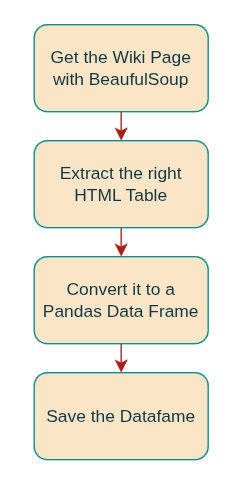 Get the Wiki Page
with BeaufulSoup
Extract the right
HTML Table
Convert it to a
Pandas Data Frame
Save the Datafame